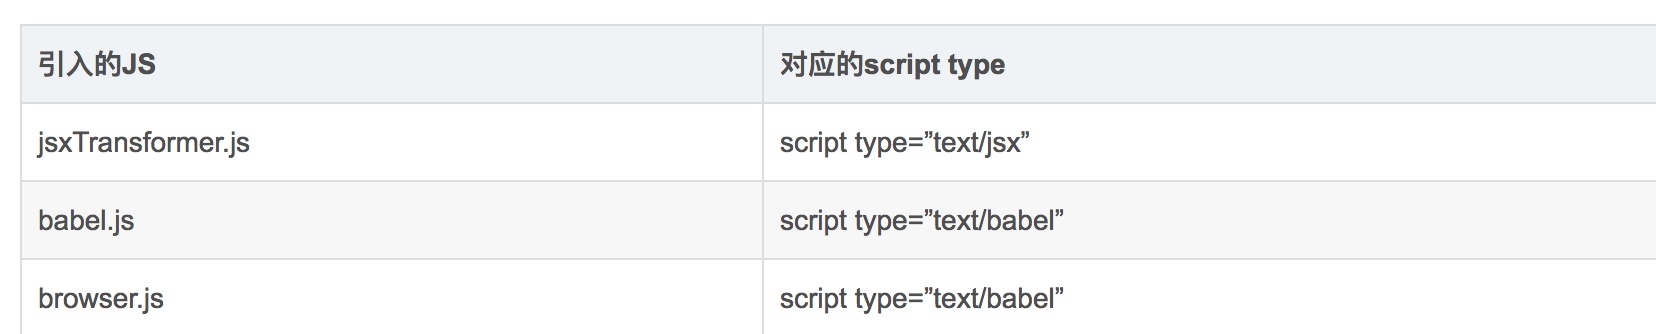 引入的JS 对应的script type
jsxTransformer.js script type=”text/jsx”
babel.js script type=”text/babel”
browser.js script type=”text/babel”